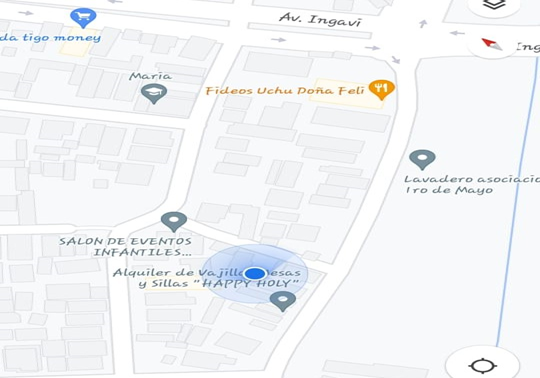 Av. Ingavi
Ing
da tigo money
Maria
Fideos Uchu Doña Feli
Lavadero asociacio
1ro de Mayo
SALON DE EVENTOS
INFANTILES...
Alquiler de Vajilla Mesas
y Sillas "HAPPY HOLY"